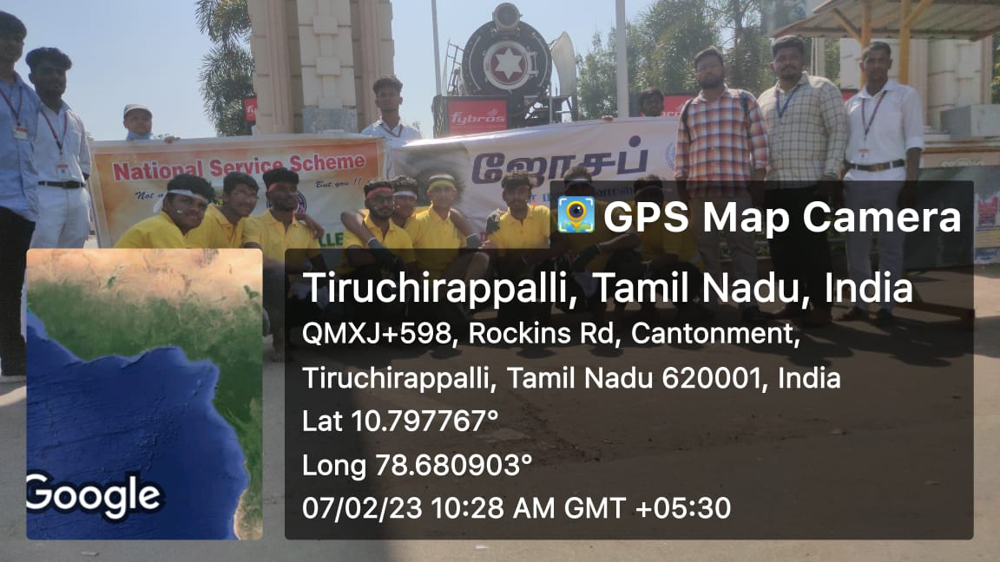 fybros
National Service Scheme
Not
But you !!
ஜோசப்
GPS Map Camera
Tiruchirappalli, Tamil Nadu, India
QMXJ+598, Rockins Rd, Cantonment,
Tiruchirappalli, Tamil Nadu 620001, India
Lat 10.797767°
Long 78.680903°
07/02/23 10:28 AM GMT +05:30
Google